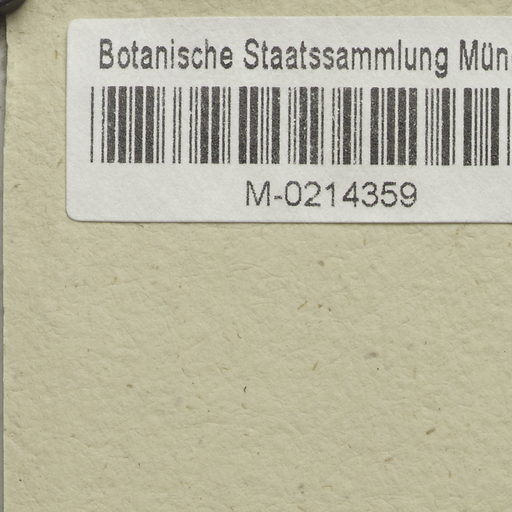 Botanische Staatssammlung Mün
M-0214359